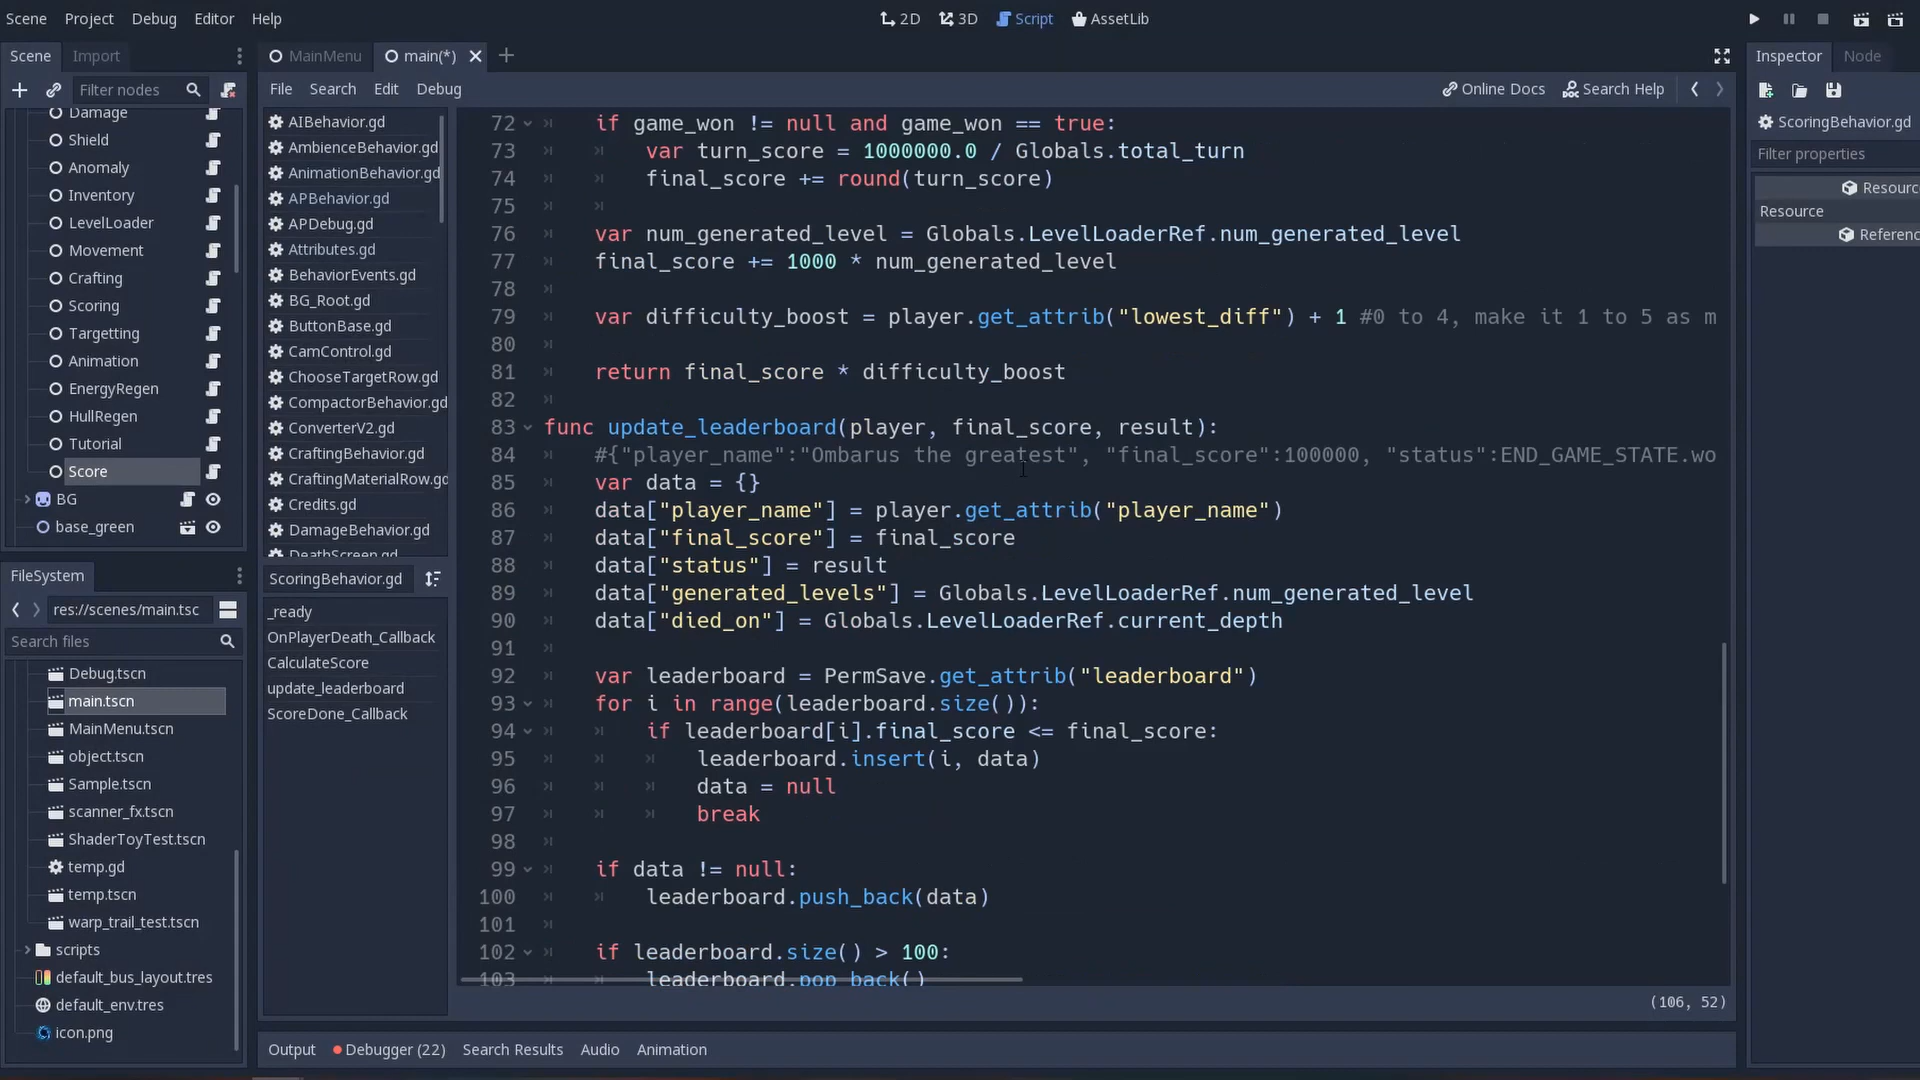 Scene Project Debug Editor Help
2D 3D Script AssetLib
Scene Import
Filter nodes
Damage
Shield
Anomaly
Inventory
LevelLoader
Movement
Crafting
Scoring
Targetting
Animation
EnergyRegen
HullRegen
Tutorial
Score
BG
base_green
FileSystem
res://scenes/main.tsc
Search files
Debug.tscn
main.tscn
MainMenu.tscn
object.tscn
Sample.tscn
scanner_fx.tscn
ShaderToyTest.tscn
temp.gd
temp.tscn
warp_trail_test.tscn
scripts
default_bus_layout.tres
default_env.tres
icon.png
MainMenu main(*)
File Search Edit Debug
Online Docs Search Help
AIBehavior.gd
AmbienceBehavior.gd
AnimationBehavior.gd
APBehavior.gd
APDebug.gd
Attributes.gd
BehaviorEvents.gd
BG_Root.gd
ButtonBase.gd
CamControl.gd
ChooseTargetRow.gd
CompactorBehavior.gd
ConverterV2.gd
CraftingBehavior.gd
CraftingMaterialRow.gd
Credits.gd
DamageBehavior.gd
DeathScreen.gd
ScoringBehavior.gd
_ready
OnPlayerDeath_Callback
CalculateScore
update_leaderboard
ScoreDone_Callback
72 if game_won != null and game_won == true:
73 var turn_score = 1000000.0 / Globals.total_turn
74 final_score += round(turn_score)
75
76 var num_generated_level = Globals.LevelLoaderRef.num_generated_level
77 final_score += 1000 * num_generated_level
78
79 var difficulty_boost = player.get_attrib("lowest_diff") + 1 #0 to 4, make it 1 to 5 as m
80
81 return final_score * difficulty_boost
82
83 func update_leaderboard(player, final_score, result):
84 #{"player_name":"Ombarus the greatest", "final_score":100000, "status":END_GAME_STATE.wo
85 var data = {}
86 data["player_name"] = player.get_attrib("player_name")
87 data["final_score"] = final_score
88 data["status"] = result
89 data["generated_levels"] = Globals.LevelLoaderRef.num_generated_level
90 data["died_on"] = Globals.LevelLoaderRef.current_depth
91
92 var leaderboard = PermSave.get_attrib("leaderboard")
93 for i in range(leaderboard.size()):
94 if leaderboard[i].final_score <= final_score:
95 leaderboard.insert(i, data)
96 data = null
97 break
98
99 if data != null:
100 leaderboard.push_back(data)
101
102 if leaderboard.size() > 100:
103 leaderboard.pop_back()
(106, 52)
Output Debugger (22) Search Results Audio Animation
Inspector Node
ScoringBehavior.gd
Filter properties
Resourc
Resource
Referenc